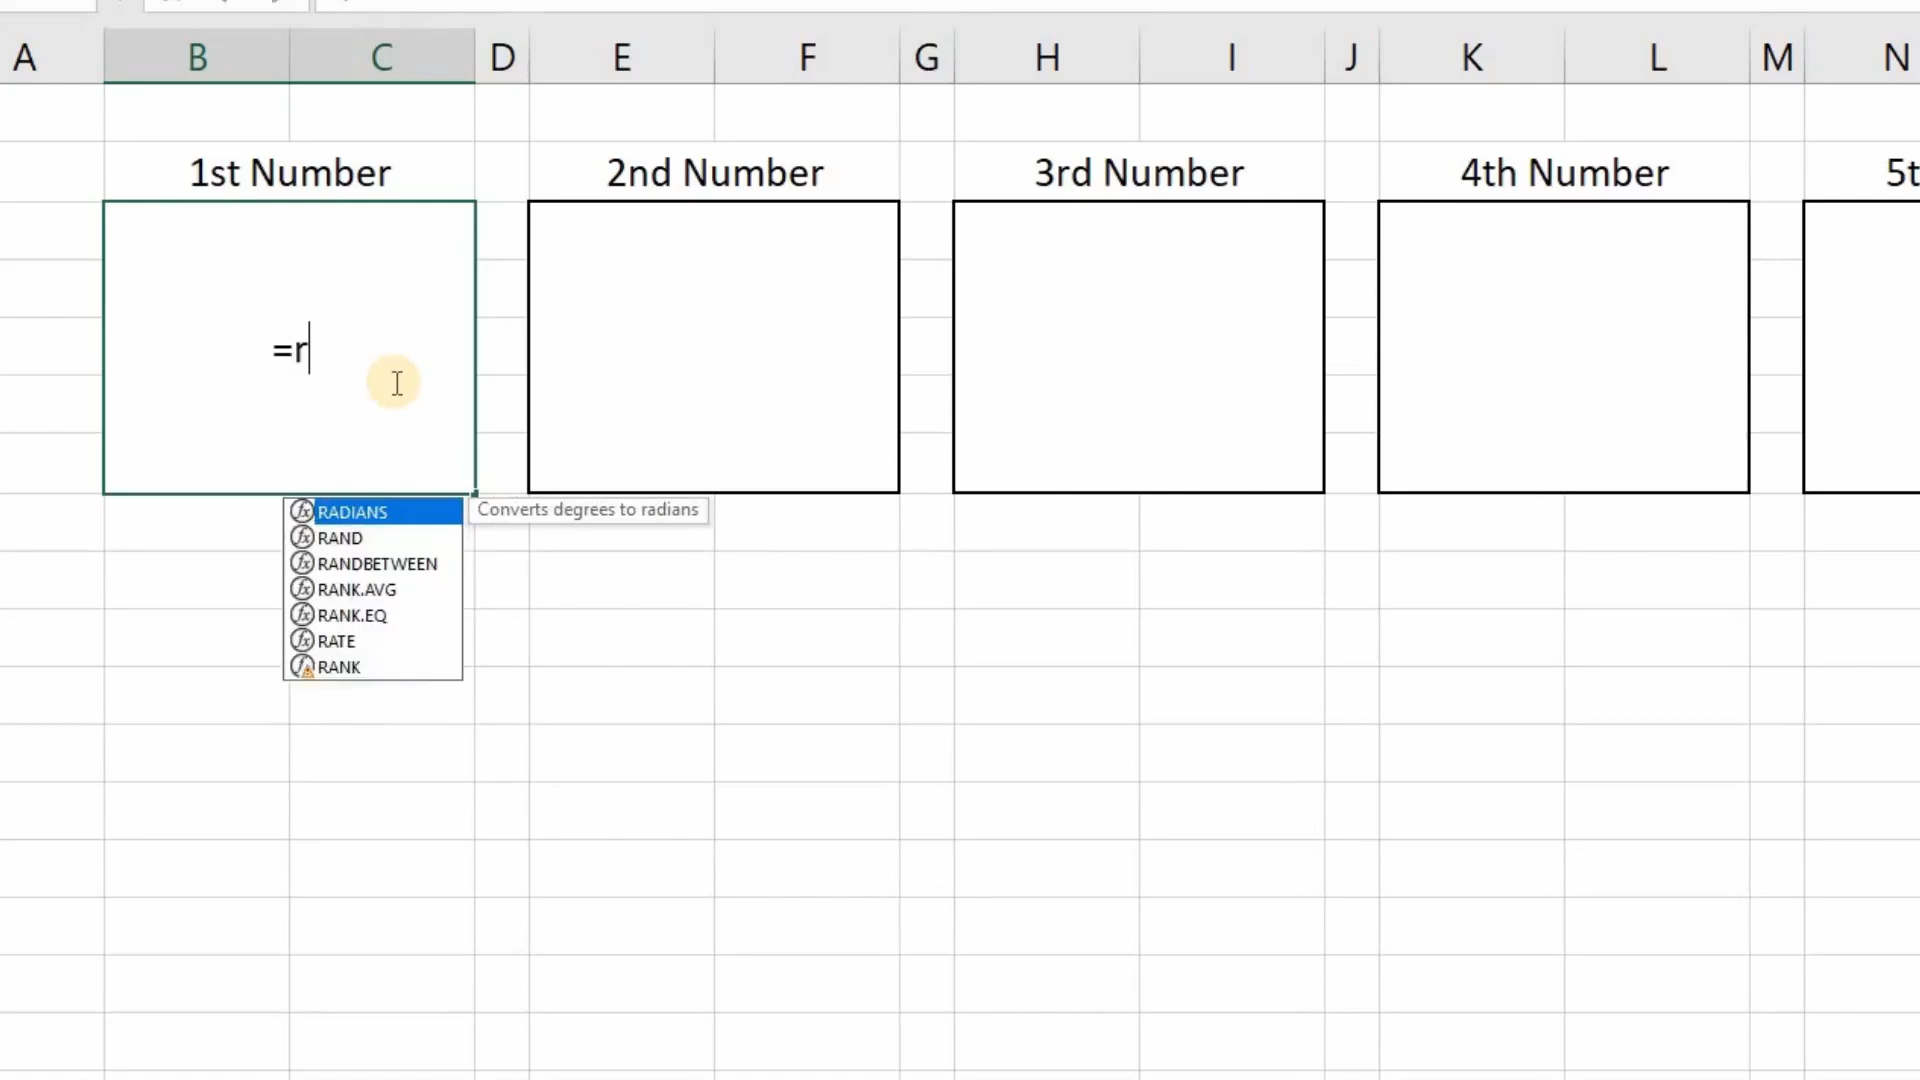 A B C D E F G H I J K L M N
1st Number 2nd Number 3rd Number 4th Number 5t
=r
RADIANS Converts degrees to radians
RAND
RANDBETWEEN
RANK.AVG
RANK.EQ
RATE
RANK